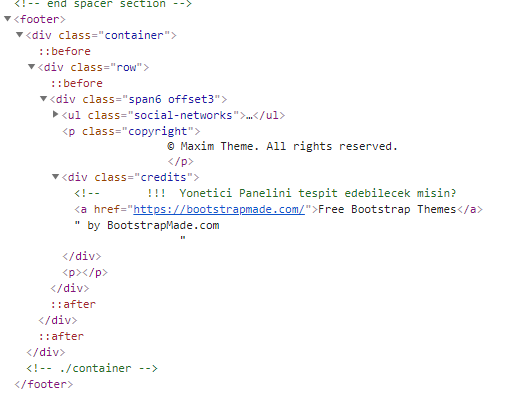 <!-- end spacer section -->
<footer>
<div class="container">
::before
<div class="row">
::before
<div class="span6 offset3">
<ul class="social-networks">…</ul>
<p class="copyright">
© Maxim Theme. All rights reserved.
</p>
<div class="credits">
<!-- !!! Yonetici Panelini tespit edebilecek misin?
<a href="https://bootstrapmade.com/">Free Bootstrap Themes</a>
" by BootstrapMade.com
"
</div>
<p></p>
</div>
::after
</div>
::after
</div>
<!-- ./container -->
</footer>